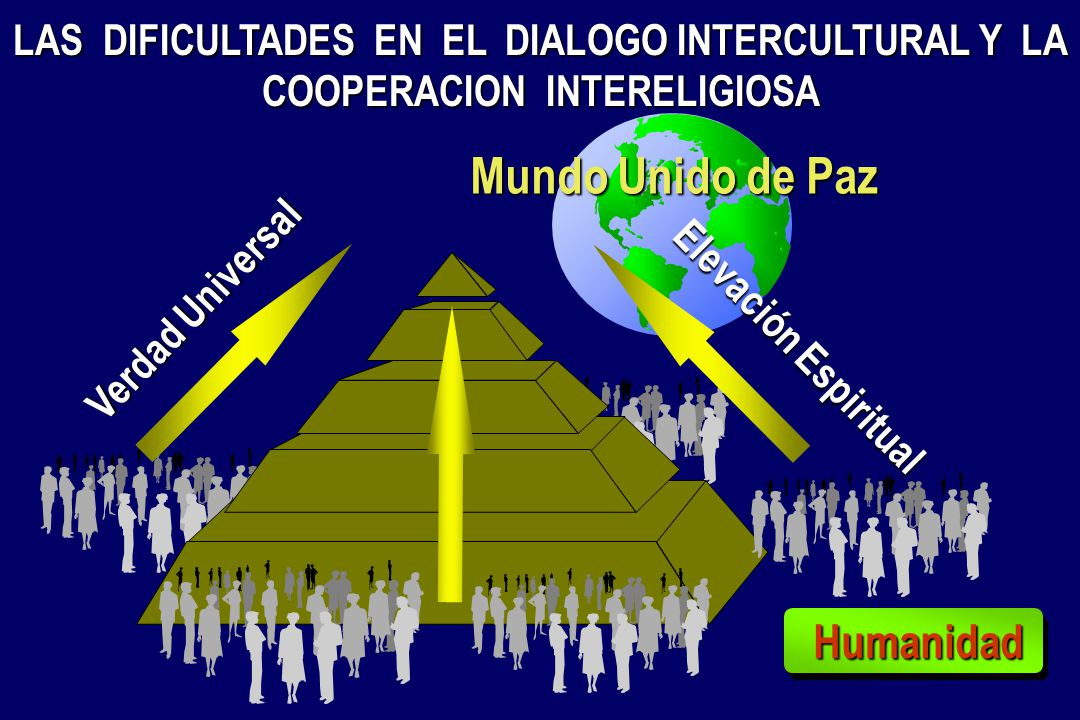 LAS DIFICULTADES EN EL DIALOGO INTERCULTURAL Y LA
COOPERACION INTERELIGIOSA
Mundo Unido de Paz
Verdad Universal
Elevación Espiritual
Humanidad